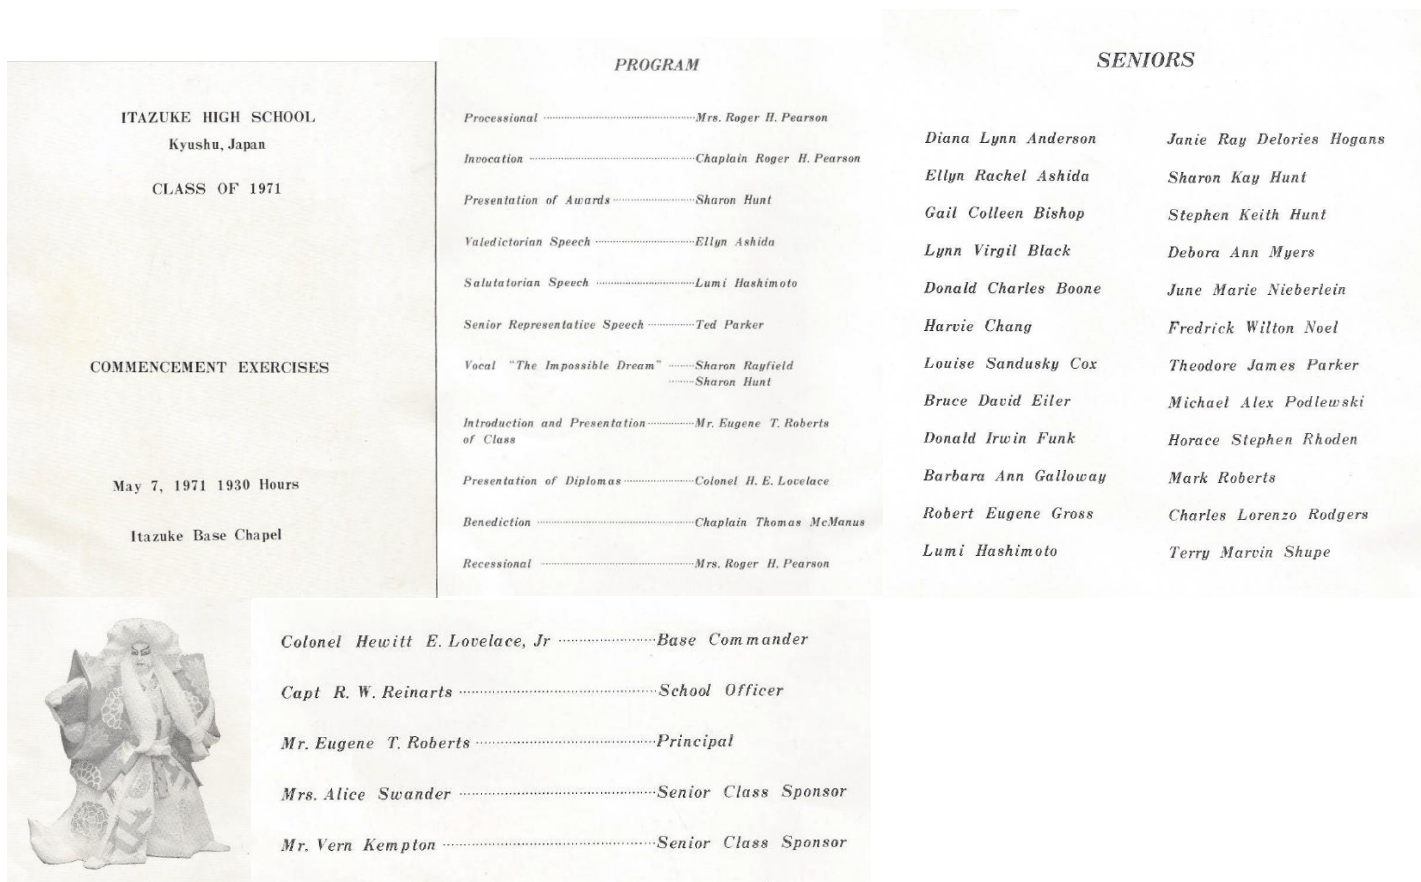 ITAZUKE HIGH SCHOOL
Kyushu, Japan
CLASS OF 1971
COMMENCEMENT EXERCISES
May 7, 1971 1930 Hours
Itazuke Base Chapel
PROGRAM
Processional ........ Mrs. Roger H. Pearson
Invocation ........ Chaplain Roger H. Pearson
Presentation of Awards ........ Sharon Hunt
Valedictorian Speech ........ Ellyn Ashida
Salutatorian Speech ........ Lumi Hashimoto
Senior Representative Speech ........ Ted Parker
Vocal "The Impossible Dream" ........ Sharon Rayfield
........ Sharon Hunt
Introduction and Presentation ........ Mr. Eugene T. Roberts
of Class
Presentation of Diplomas ........ Colonel H. E. Lovelace
Benediction ........ Chaplain Thomas McManus
Recessional ........ Mrs. Roger H. Pearson
SENIORS
Diana Lynn Anderson
Ellyn Rachel Ashida
Gail Colleen Bishop
Lynn Virgil Black
Donald Charles Boone
Harvie Chang
Louise Sandusky Cox
Bruce David Eiler
Donald Irwin Funk
Barbara Ann Galloway
Robert Eugene Gross
Lumi Hashimoto
Janie Ray Delories Hogans
Sharon Kay Hunt
Stephen Keith Hunt
Debora Ann Myers
June Marie Nieberlein
Fredrick Wilton Noel
Theodore James Parker
Michael Alex Podlewski
Horace Stephen Rhoden
Mark Roberts
Charles Lorenzo Rodgers
Terry Marvin Shupe
Colonel Hewitt E. Lovelace, Jr ........ Base Commander
Capt R. W. Reinarts ........ School Officer
Mr. Eugene T. Roberts ........ Principal
Mrs. Alice Swander ........ Senior Class Sponsor
Mr. Vern Kempton ........ Senior Class Sponsor